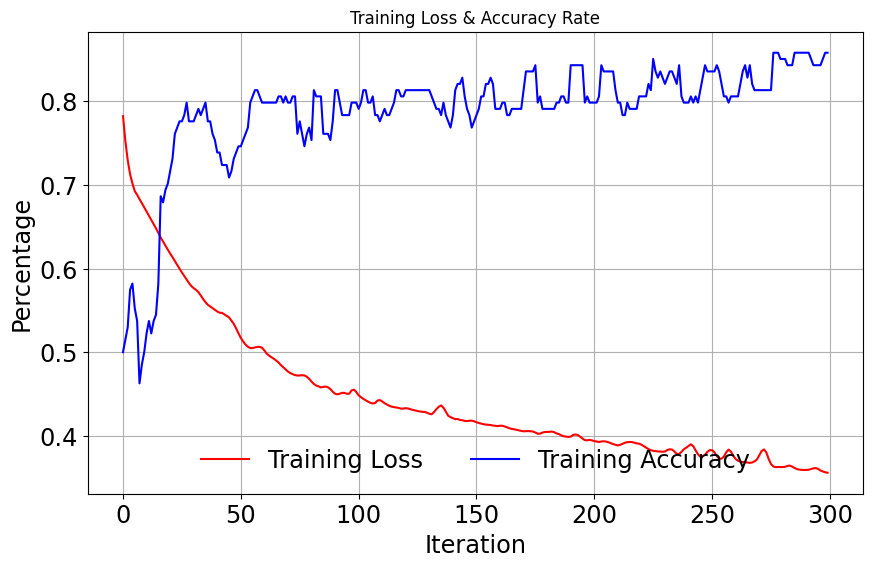 Training Loss & Accuracy Rate
Percentage
0.8
0.7
0.6
0.5
0.4
Training Loss Training Accuracy
0 50 100 150 200 250 300
Iteration